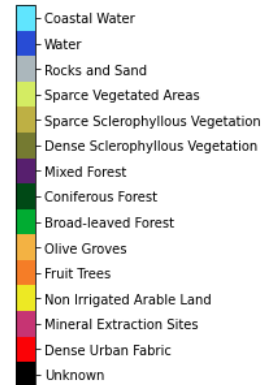 Coastal Water
Water
Rocks and Sand
Sparce Vegetated Areas
Sparce Sclerophyllous Vegetation
Dense Sclerophyllous Vegetation
Mixed Forest
Coniferous Forest
Broad-leaved Forest
Olive Groves
Fruit Trees
Non Irrigated Arable Land
Mineral Extraction Sites
Dense Urban Fabric
Unknown